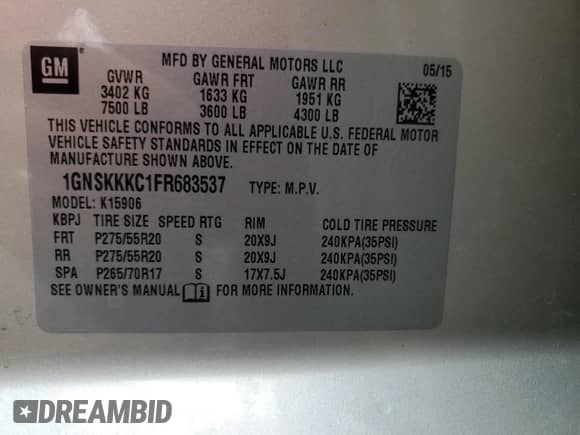 GM
MFD BY GENERAL MOTORS LLC
05/15
GVWR GAWR FRT GAWR RR
3402 KG 1633 KG 1951 KG
7500 LB 3600 LB 4300 LB
THIS VEHICLE CONFORMS TO ALL APPLICABLE U.S. FEDERAL MOTOR
VEHICLE SAFETY STANDARDS IN EFFECT ON THE DATE OF
MANUFACTURE SHOWN ABOVE.
1GNSKKKC1FR683537 TYPE: M.P.V.
MODEL: K15906
KBPJ TIRE SIZE SPEED RTG RIM COLD TIRE PRESSURE
FRT P275/55R20 S 20X9J 240KPA(35PSI)
RR P275/55R20 S 20X9J 240KPA(35PSI)
SPA P265/70R17 S 17X7.5J 240KPA(35PSI)
SEE OWNER'S MANUAL FOR MORE INFORMATION.
DREAMBID